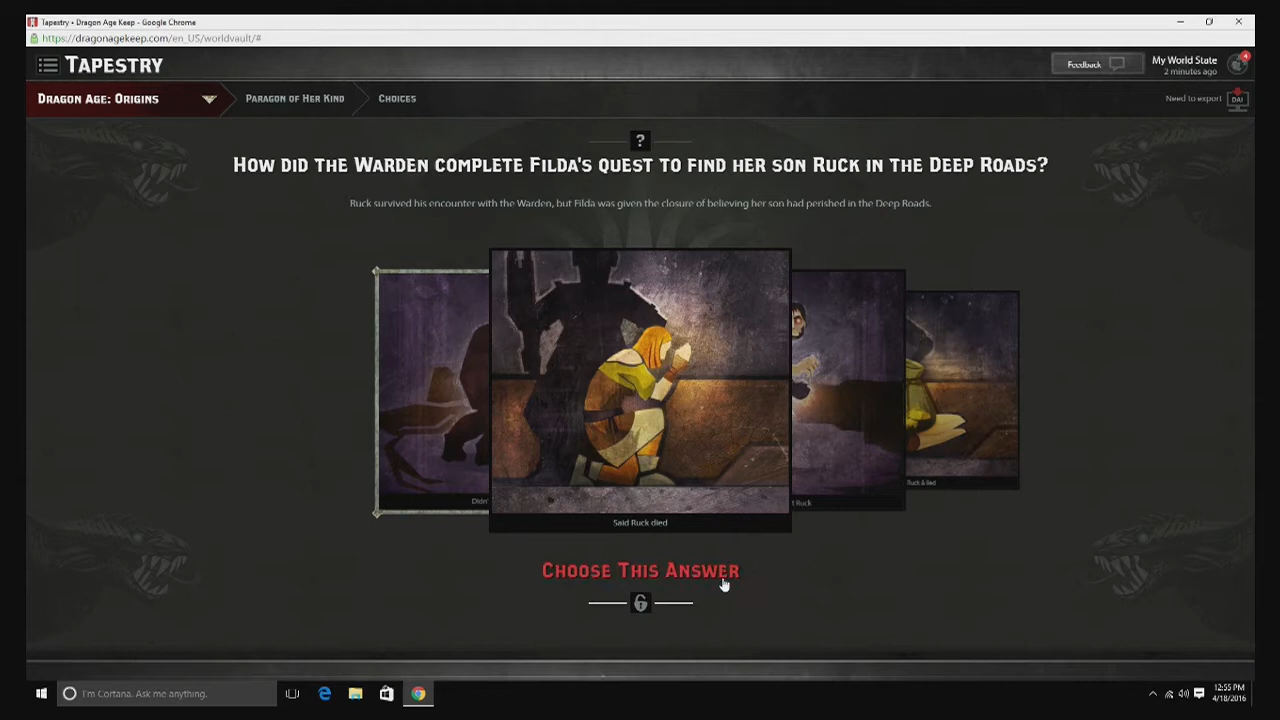 Tapestry • Dragon Age Keep - Google Chrome
https://dragonagekeep.com/en_US/worldvault/#
TAPESTRY
Feedback
My World State
2 minutes ago
4
DRAGON AGE: ORIGINS
PARAGON OF HER KIND
CHOICES
Need to export
DAI
?
HOW DID THE WARDEN COMPLETE FILDA'S QUEST TO FIND HER SON RUCK IN THE DEEP ROADS?
Ruck survived his encounter with the Warden, but Filda was given the closure of believing her son had perished in the Deep Roads.
Didn'
Said Ruck died
t Ruck
Ruck & lied
CHOOSE THIS ANSWER
I'm Cortana. Ask me anything.
12:55 PM
4/18/2016